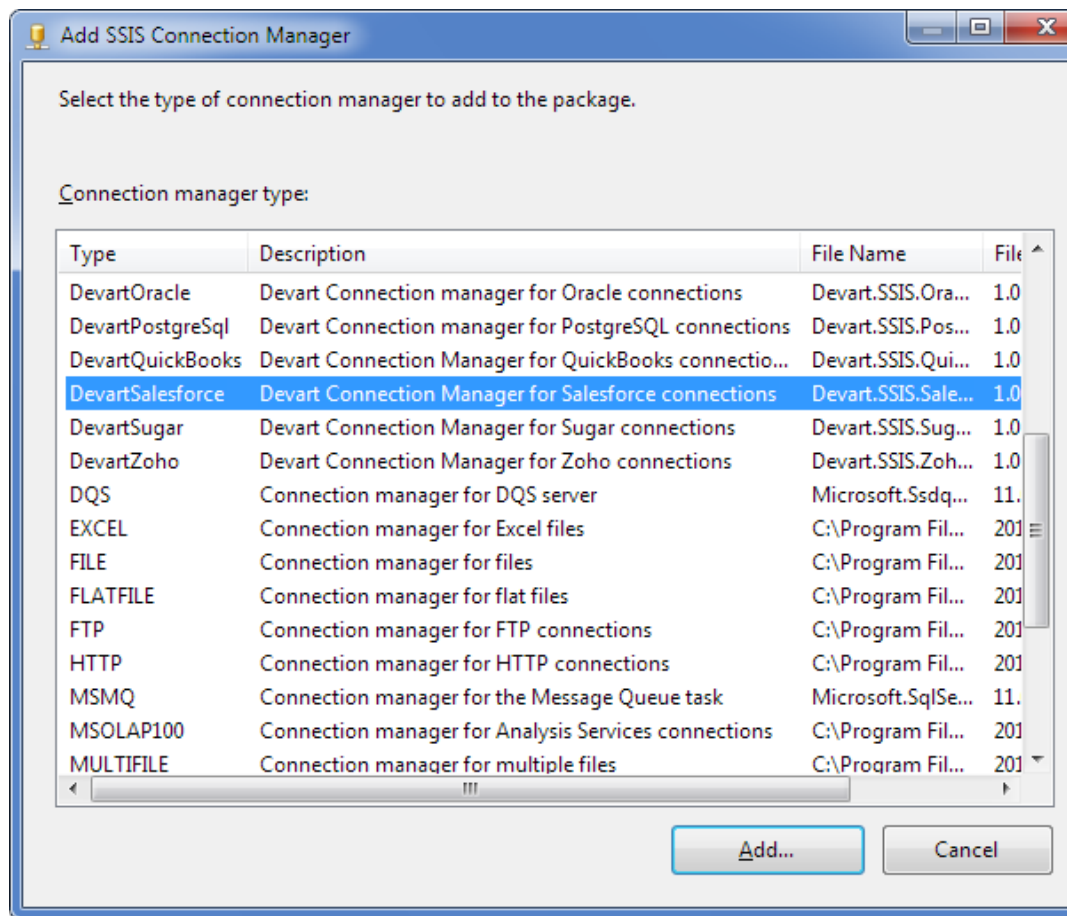 Add SSIS Connection Manager
Select the type of connection manager to add to the package.
Connection manager type:
Type Description File Name File
DevartOracle Devart Connection manager for Oracle connections Devart.SSIS.Ora... 1.0
DevartPostgreSql Devart Connection manager for PostgreSQL connections Devart.SSIS.Pos... 1.0
DevartQuickBooks Devart Connection Manager for QuickBooks connectio... Devart.SSIS.Qui... 1.0
DevartSalesforce Devart Connection Manager for Salesforce connections Devart.SSIS.Sale... 1.0
DevartSugar Devart Connection Manager for Sugar connections Devart.SSIS.Sug... 1.0
DevartZoho Devart Connection Manager for Zoho connections Devart.SSIS.Zoh... 1.0
DQS Connection manager for DQS server Microsoft.Ssdq... 11.
EXCEL Connection manager for Excel files C:\Program Fil... 201
FILE Connection manager for files C:\Program Fil... 201
FLATFILE Connection manager for flat files C:\Program Fil... 201
FTP Connection manager for FTP connections C:\Program Fil... 201
HTTP Connection manager for HTTP connections C:\Program Fil... 201
MSMQ Connection manager for the Message Queue task Microsoft.SqlSe... 11.
MSOLAP100 Connection manager for Analysis Services connections C:\Program Fil... 201
MULTIFILE Connection manager for multiple files C:\Program Fil... 201
Add... Cancel